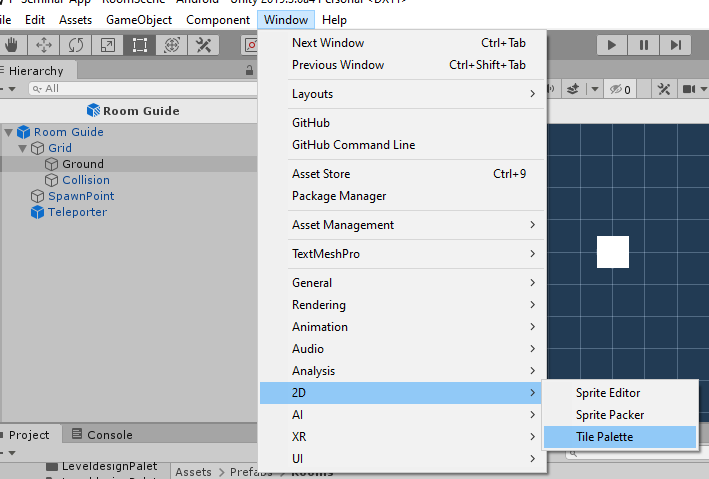 Seminar App RoomScene Android Unity 2019.3.0a4 Personal <DX11>
Edit Assets GameObject Component Window Help
Hierarchy
All
Room Guide
Room Guide
Grid
Ground
Collision
SpawnPoint
Teleporter
Next Window Ctrl+Tab
Previous Window Ctrl+Shift+Tab
Layouts
GitHub
GitHub Command Line
Asset Store Ctrl+9
Package Manager
Asset Management
TextMeshPro
General
Rendering
Animation
Audio
Analysis
2D
AI
XR
UI
Sprite Editor
Sprite Packer
Tile Palette
0
Project Console
LeveldesignPalet
Assets > Prefabs > Rooms